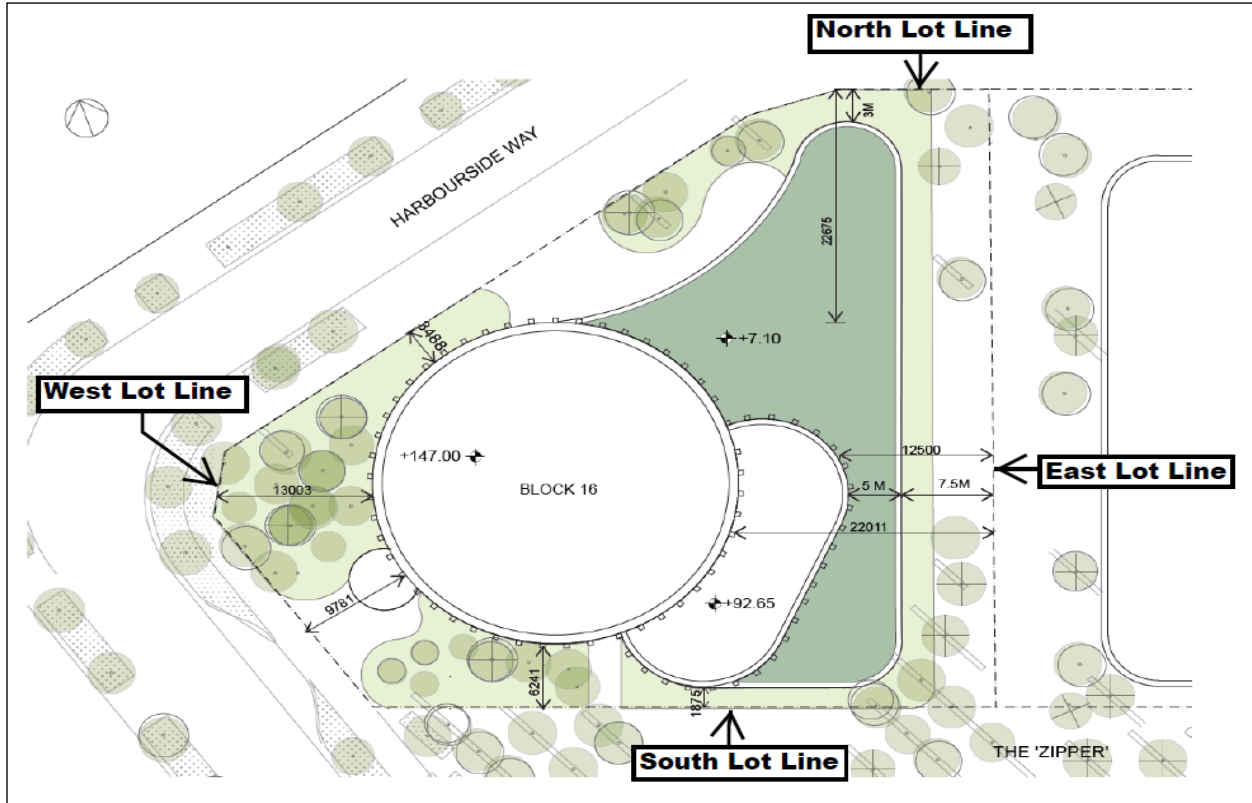 North Lot Line
3M
HARBOURSIDE WAY
22675
8488
+7.10
West Lot Line
12500
+147.00
East Lot Line
13003
BLOCK 16
5 M
7.5M
22011
9781
+92.65
6241
1875
THE 'ZIPPER'
South Lot Line